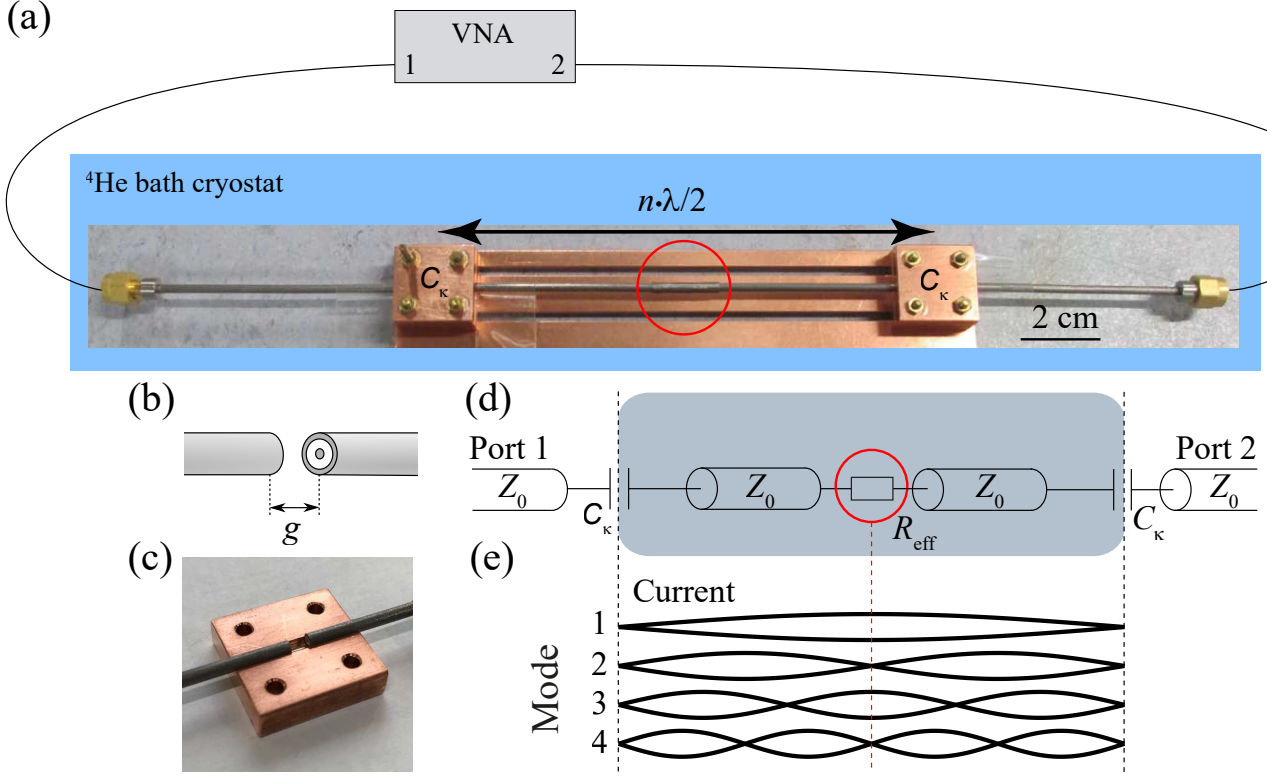 (a)
VNA
1 2
⁴He bath cryostat
n·λ/2
Cκ Cκ
2 cm
(b)
g
(c)
(d)
Port 1 Port 2
Z₀ Z₀ Z₀ Z₀
Cκ Cκ
R_eff
(e)
Current
Mode
1
2
3
4